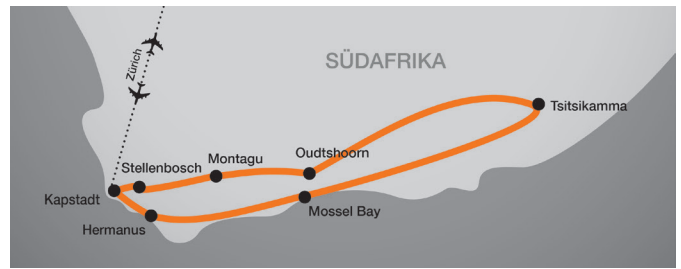 Zürich
SÜDAFRIKA
Tsitsikamma
Oudtshoorn
Montagu
Stellenbosch
Kapstadt
Mossel Bay
Hermanus